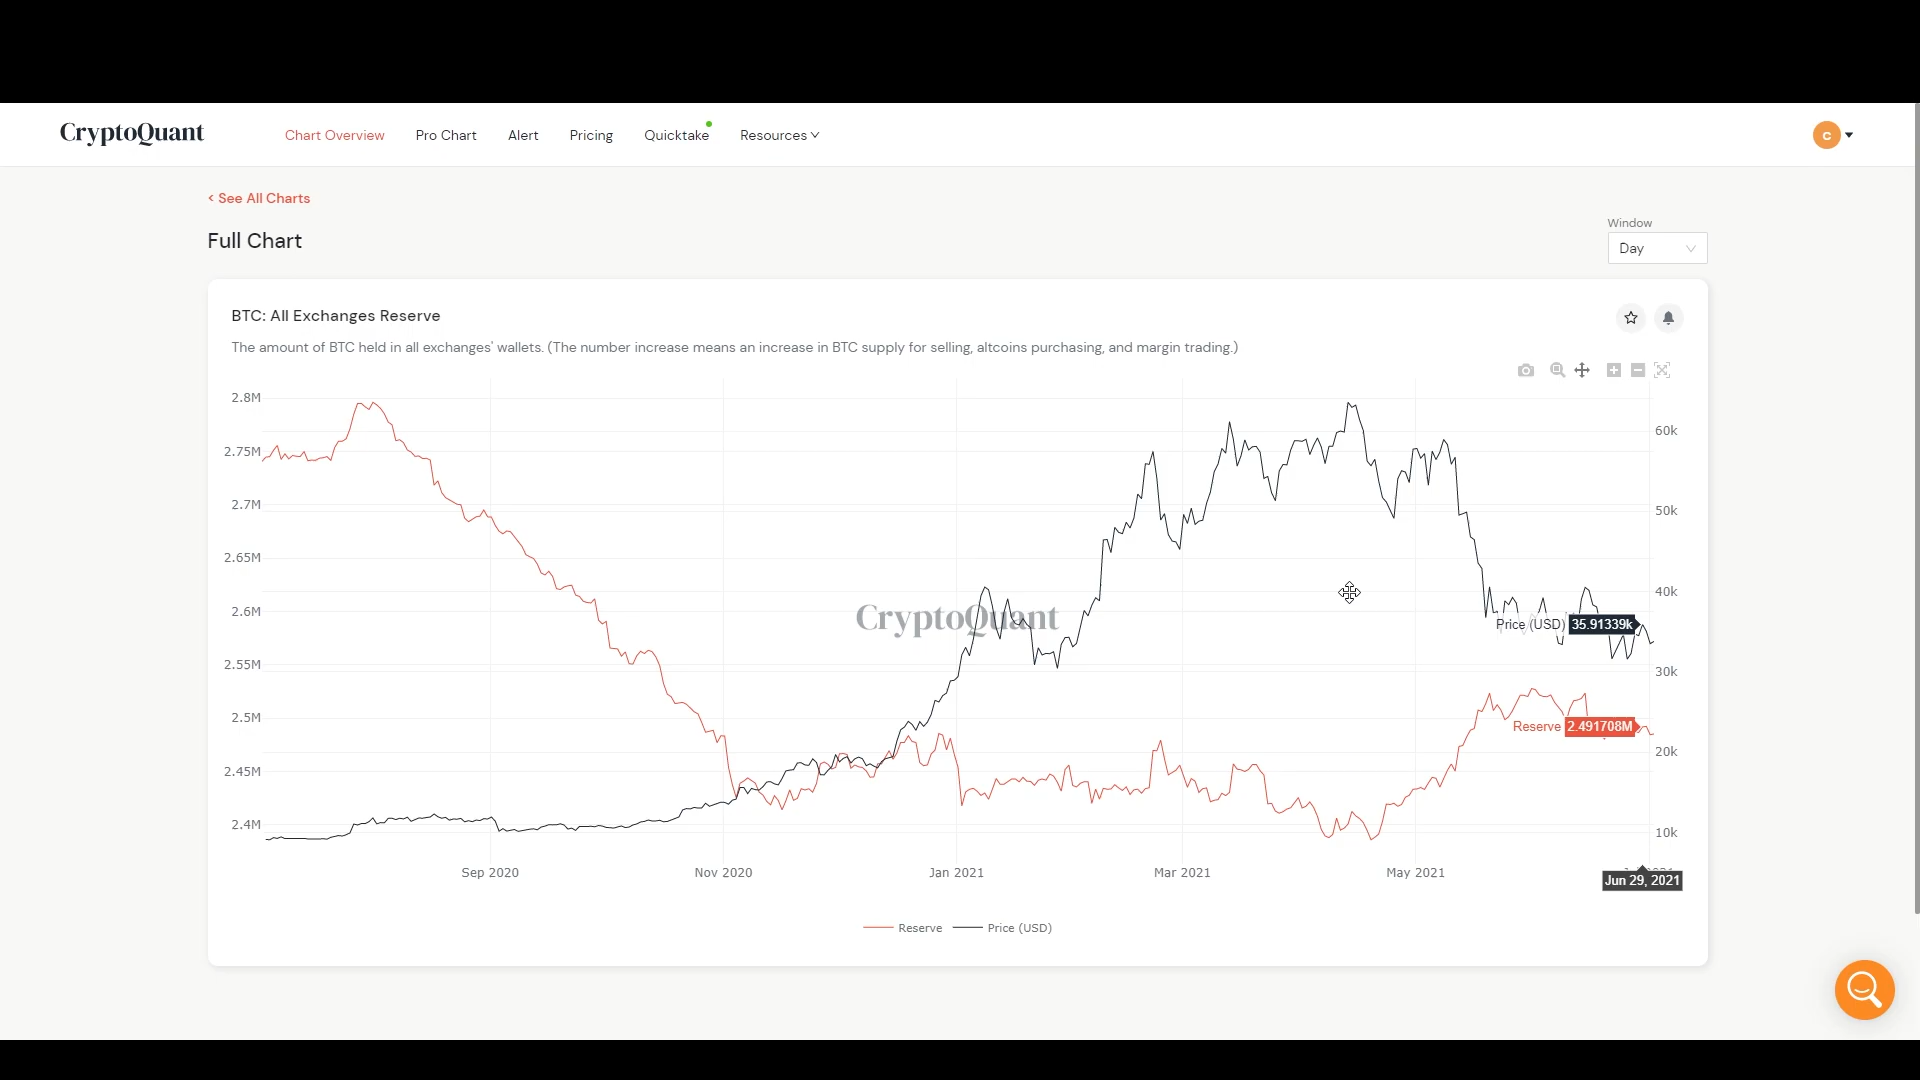 CryptoQuant
Chart Overview Pro Chart Alert Pricing Quicktake Resources
c
< See All Charts
Window
Full Chart
Day
BTC: All Exchanges Reserve
The amount of BTC held in all exchanges' wallets. (The number increase means an increase in BTC supply for selling, altcoins purchasing, and margin trading.)
2.8M
60k
2.75M
2.7M
50k
2.65M
40k
2.6M
CryptoQuant
Price (USD) 35.91339k
2.55M
30k
2.5M
Reserve 2.491708M
20k
2.45M
2.4M
10k
Sep 2020 Nov 2020 Jan 2021 Mar 2021 May 2021
Jun 29, 2021
Reserve Price (USD)